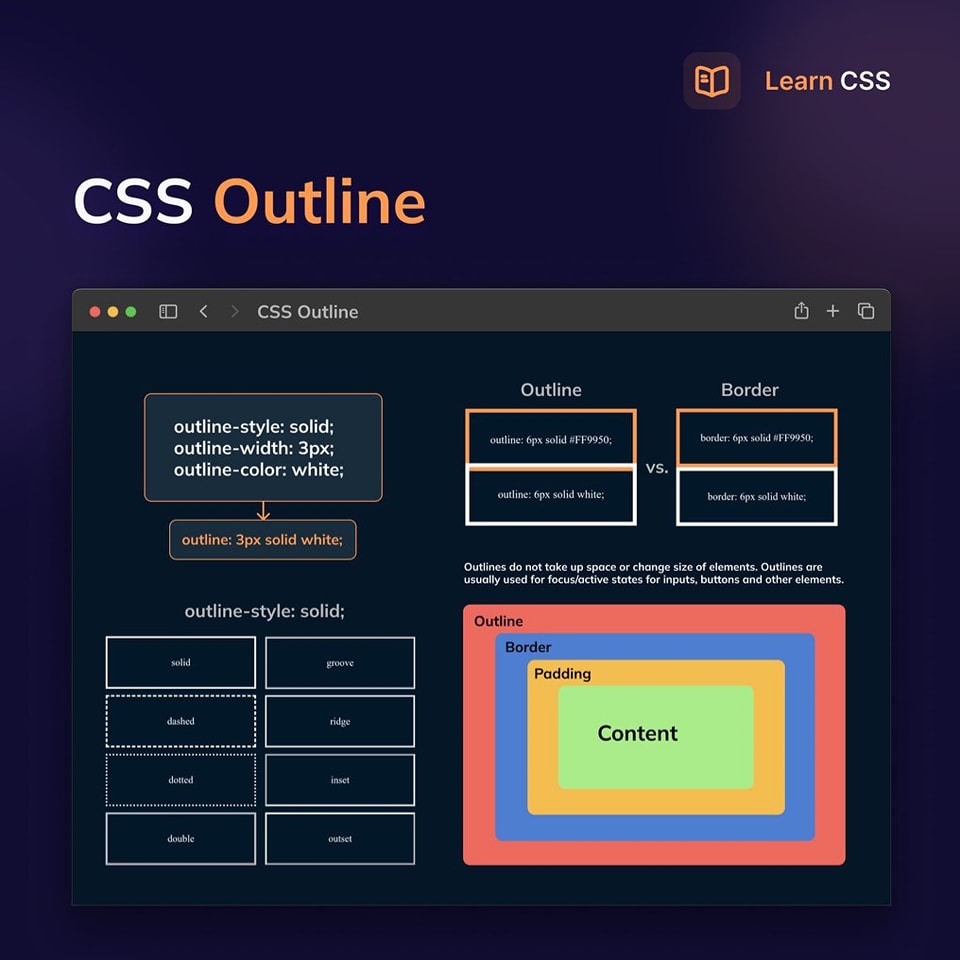 Learn CSS
CSS Outline
CSS Outline
outline-style: solid;
outline-width: 3px;
outline-color: white;
outline: 3px solid white;
outline-style: solid;
solid
groove
dashed
ridge
dotted
inset
double
outset
Outline
Border
outline: 6px solid #FF9950;
border: 6px solid #FF9950;
vs.
outline: 6px solid white;
border: 6px solid white;
Outlines do not take up space or change size of elements. Outlines are
usually used for focus/active states for inputs, buttons and other elements.
Outline
Border
Padding
Content